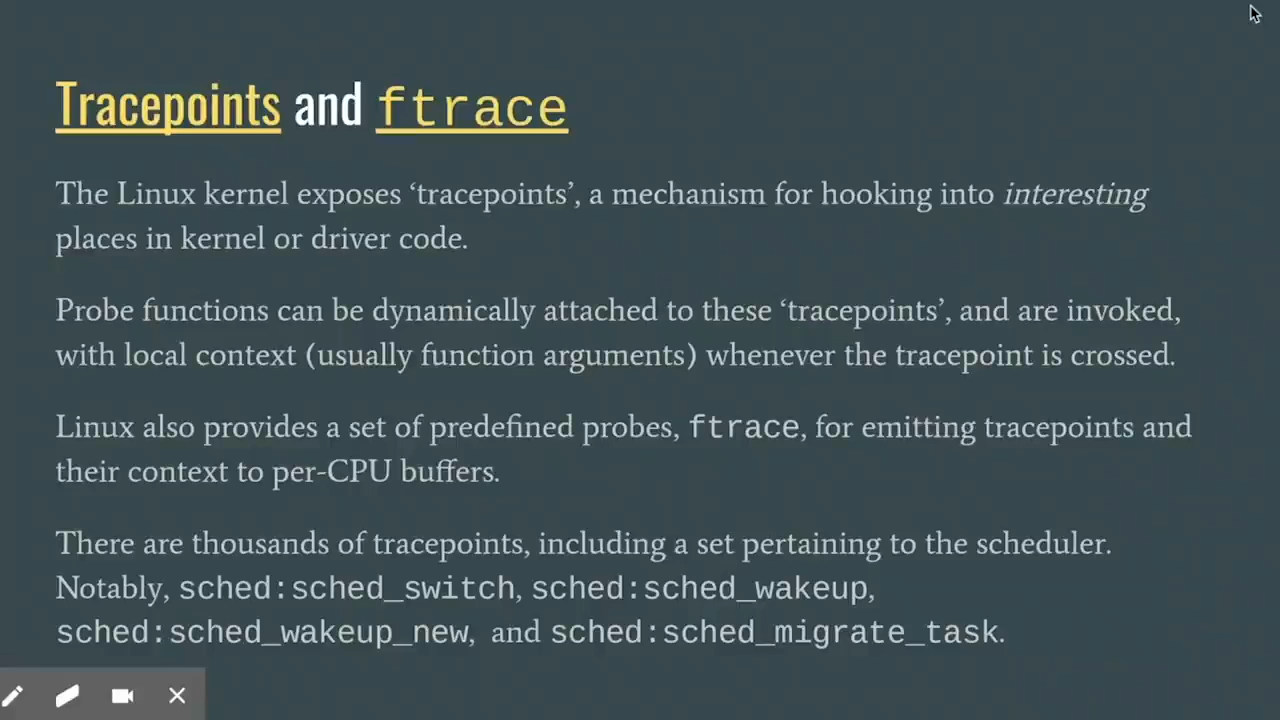 Tracepoints and ftrace
The Linux kernel exposes ‘tracepoints’, a mechanism for hooking into interesting
places in kernel or driver code.
Probe functions can be dynamically attached to these ‘tracepoints’, and are invoked,
with local context (usually function arguments) whenever the tracepoint is crossed.
Linux also provides a set of predefined probes, ftrace, for emitting tracepoints and
their context to per-CPU buffers.
There are thousands of tracepoints, including a set pertaining to the scheduler.
Notably, sched:sched_switch, sched:sched_wakeup,
sched:sched_wakeup_new, and sched:sched_migrate_task.